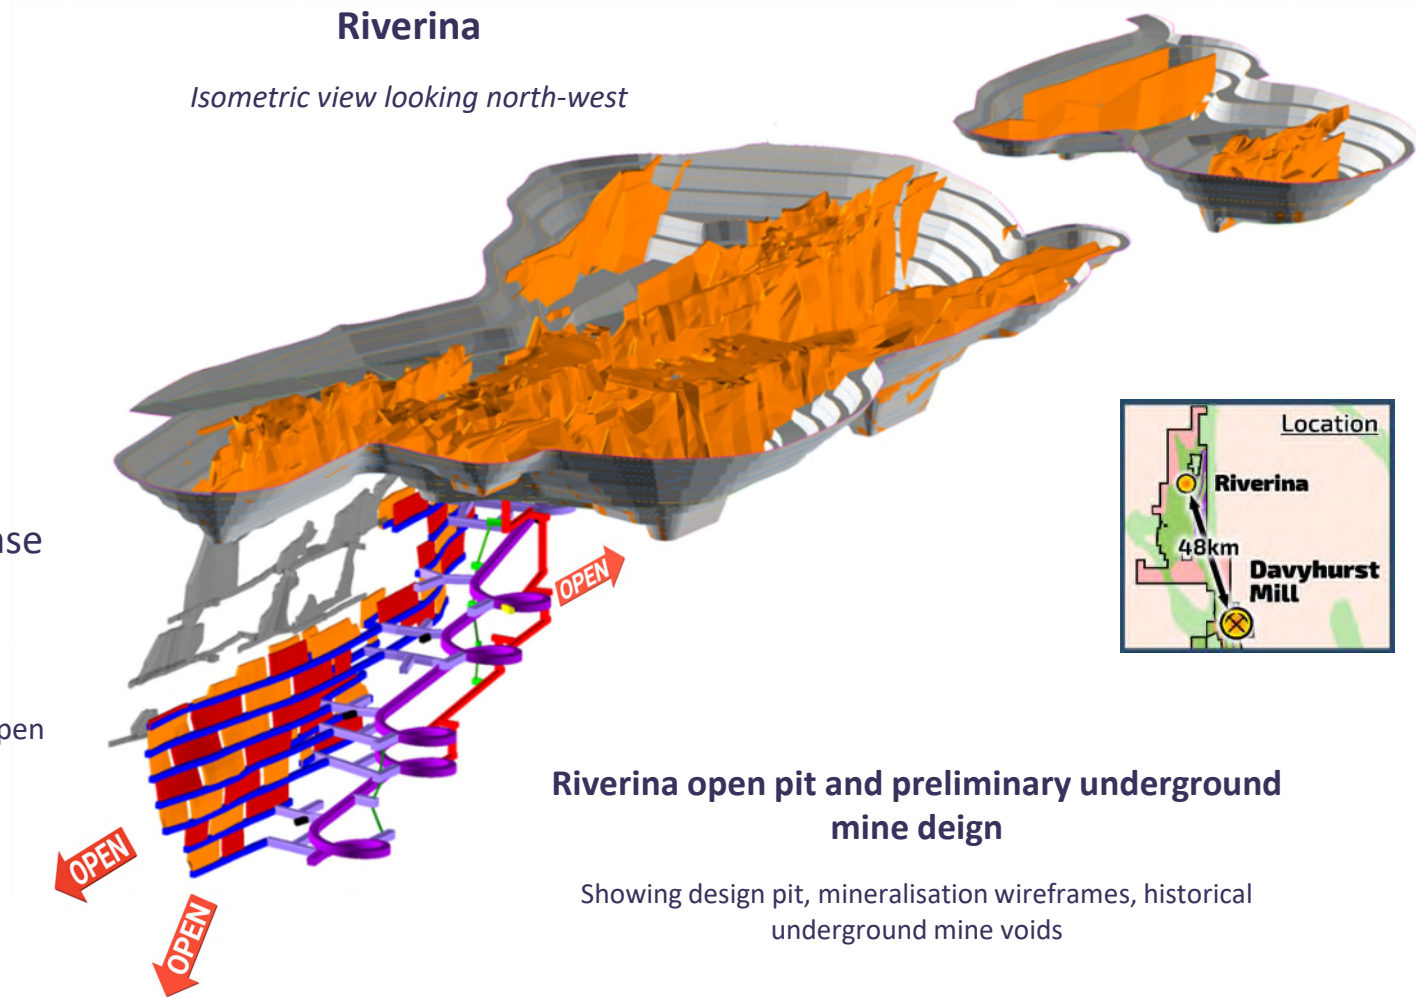 Riverina
Isometric view looking north-west
OPEN
Location
Riverina
48km
Davyhurst
Mill
OPEN
OPEN
Riverina open pit and preliminary underground
mine deign
Showing design pit, mineralisation wireframes, historical
underground mine voids